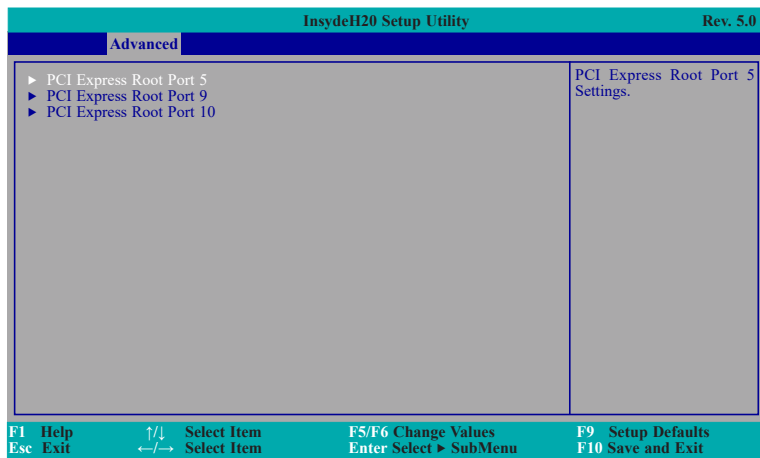 InsydeH20 Setup Utility Rev. 5.0
Advanced
► PCI Express Root Port 5
► PCI Express Root Port 9
► PCI Express Root Port 10
PCI Express Root Port 5
Settings.
F1 Help ↑/↓ Select Item F5/F6 Change Values F9 Setup Defaults
Esc Exit ←/→ Select Item Enter Select ► SubMenu F10 Save and Exit